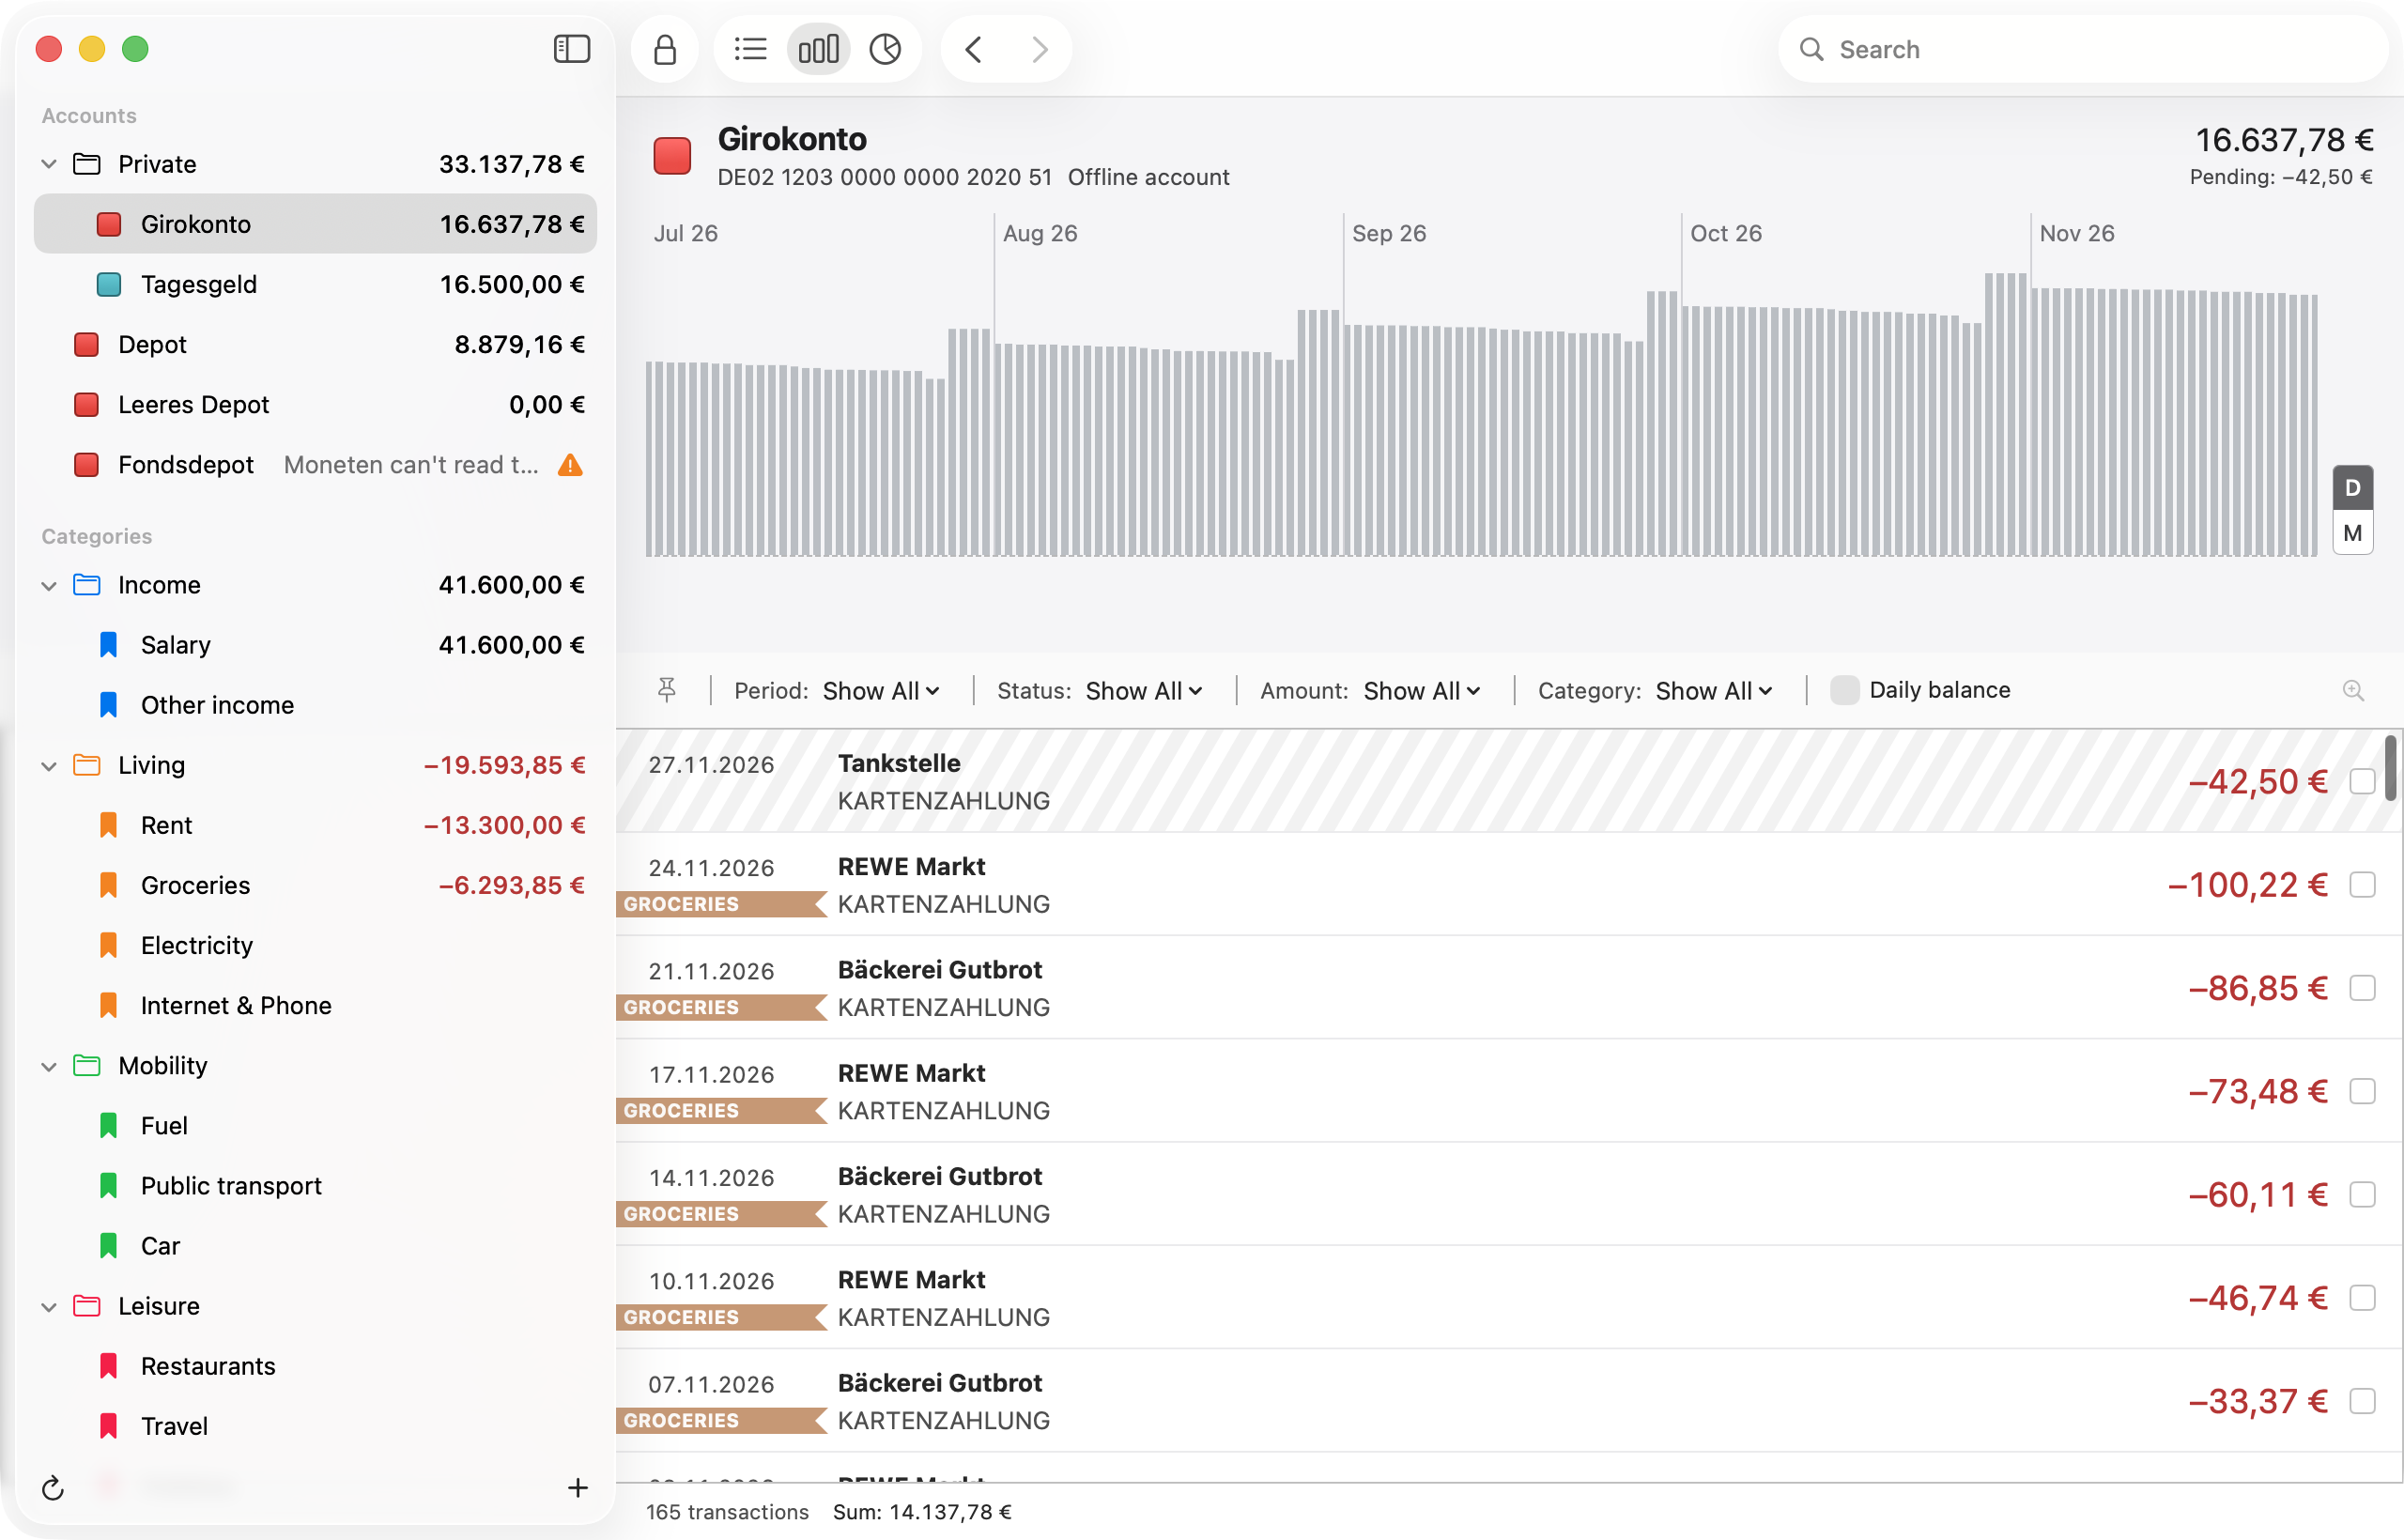 Search
Accounts
Private 33.137,78 €
Girokonto 16.637,78 €
Tagesgeld 16.500,00 €
Depot 8.879,16 €
Leeres Depot 0,00 €
Fondsdepot Moneten can't read t...
Categories
Income 41.600,00 €
Salary 41.600,00 €
Other income
Living −19.593,85 €
Rent −13.300,00 €
Groceries −6.293,85 €
Electricity
Internet & Phone
Mobility
Fuel
Public transport
Car
Leisure
Restaurants
Travel
Girokonto 16.637,78 €
DE02 1203 0000 0000 2020 51 Offline account Pending: −42,50 €
Jul 26 Aug 26 Sep 26 Oct 26 Nov 26
D
M
Period: Show All Status: Show All Amount: Show All Category: Show All Daily balance
27.11.2026 Tankstelle −42,50 €
KARTENZAHLUNG
24.11.2026 REWE Markt −100,22 €
GROCERIES KARTENZAHLUNG
21.11.2026 Bäckerei Gutbrot −86,85 €
GROCERIES KARTENZAHLUNG
17.11.2026 REWE Markt −73,48 €
GROCERIES KARTENZAHLUNG
14.11.2026 Bäckerei Gutbrot −60,11 €
GROCERIES KARTENZAHLUNG
10.11.2026 REWE Markt −46,74 €
GROCERIES KARTENZAHLUNG
07.11.2026 Bäckerei Gutbrot −33,37 €
GROCERIES KARTENZAHLUNG
REWE Markt
165 transactions Sum: 14.137,78 €